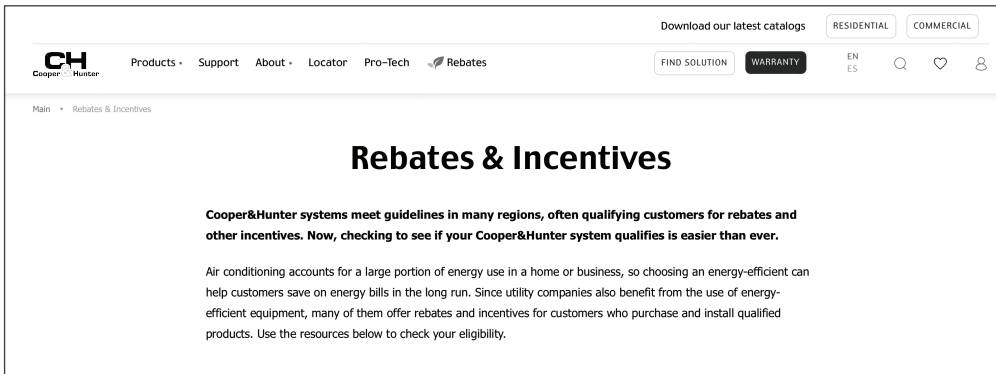 Download our latest catalogs RESIDENTIAL COMMERCIAL
CH
Cooper Hunter
Products Support About Locator Pro-Tech Rebates FIND SOLUTION WARRANTY EN
ES
Main • Rebates & Incentives
Rebates & Incentives
Cooper&Hunter systems meet guidelines in many regions, often qualifying customers for rebates and
other incentives. Now, checking to see if your Cooper&Hunter system qualifies is easier than ever.
Air conditioning accounts for a large portion of energy use in a home or business, so choosing an energy-efficient can
help customers save on energy bills in the long run. Since utility companies also benefit from the use of energy-
efficient equipment, many of them offer rebates and incentives for customers who purchase and install qualified
products. Use the resources below to check your eligibility.